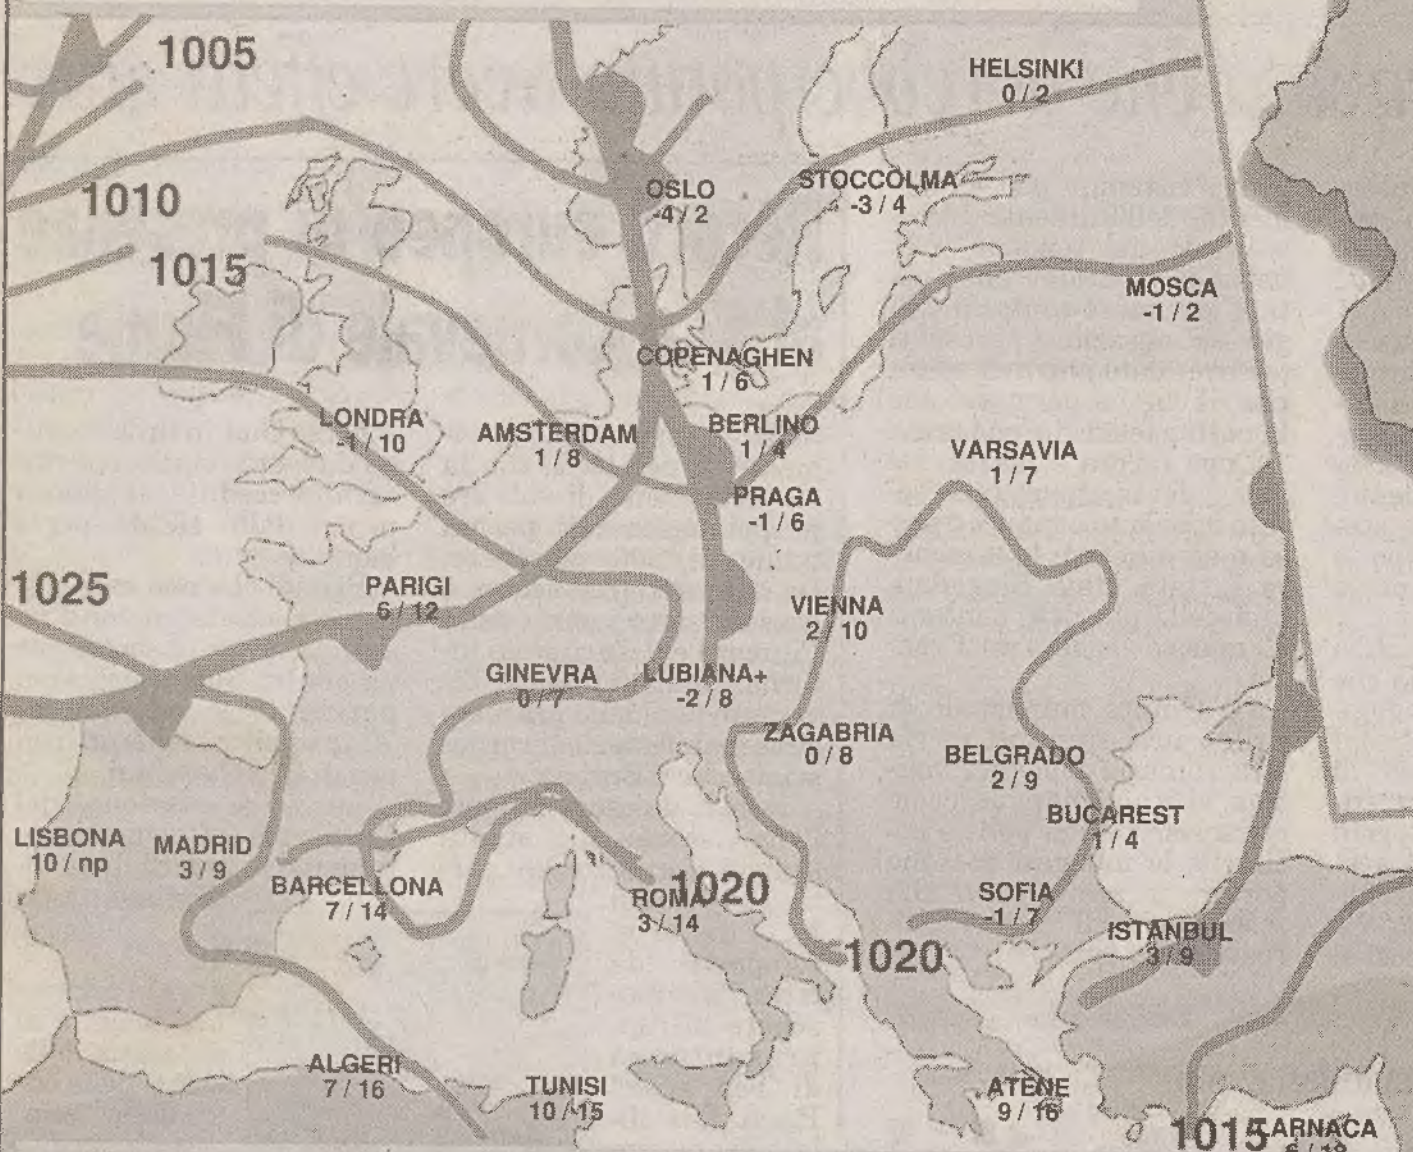 1005
HELSINKI
0 / 2
1010
OSLO
-4 / 2
STOCCOLMA
-3 / 4
1015
MOSCA
-1 / 2
COPENAGHEN
1 / 6
LONDRA
-1 / 10
AMSTERDAM
1 / 8
BERLINO
1 / 4
VARSAVIA
1 / 7
PRAGA
-1 / 6
1025
PARIGI
6 / 12
VIENNA
2 / 10
GINEVRA
0 / 7
LUBIANA+
-2 / 8
ZAGABRIA
0 / 8
BELGRADO
2 / 9
BUCAREST
1 / 4
LISBONA
10 / np
MADRID
3 / 9
BARCELLONA
7 / 14
ROMA
3 / 14
1020
SOFIA
-1 / 7
ISTANBUL
3 / 9
1020
ALGERI
7 / 16
TUNISI
10 / 15
ATENE
9 / 16
1015
LARNACA